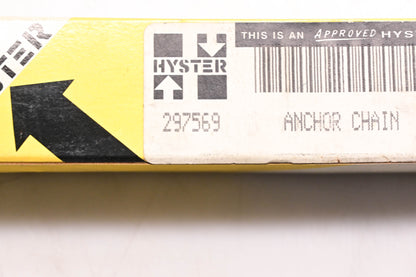 STER
HYSTER
THIS IS AN APPROVED HYS
297569
ANCHOR CHAIN